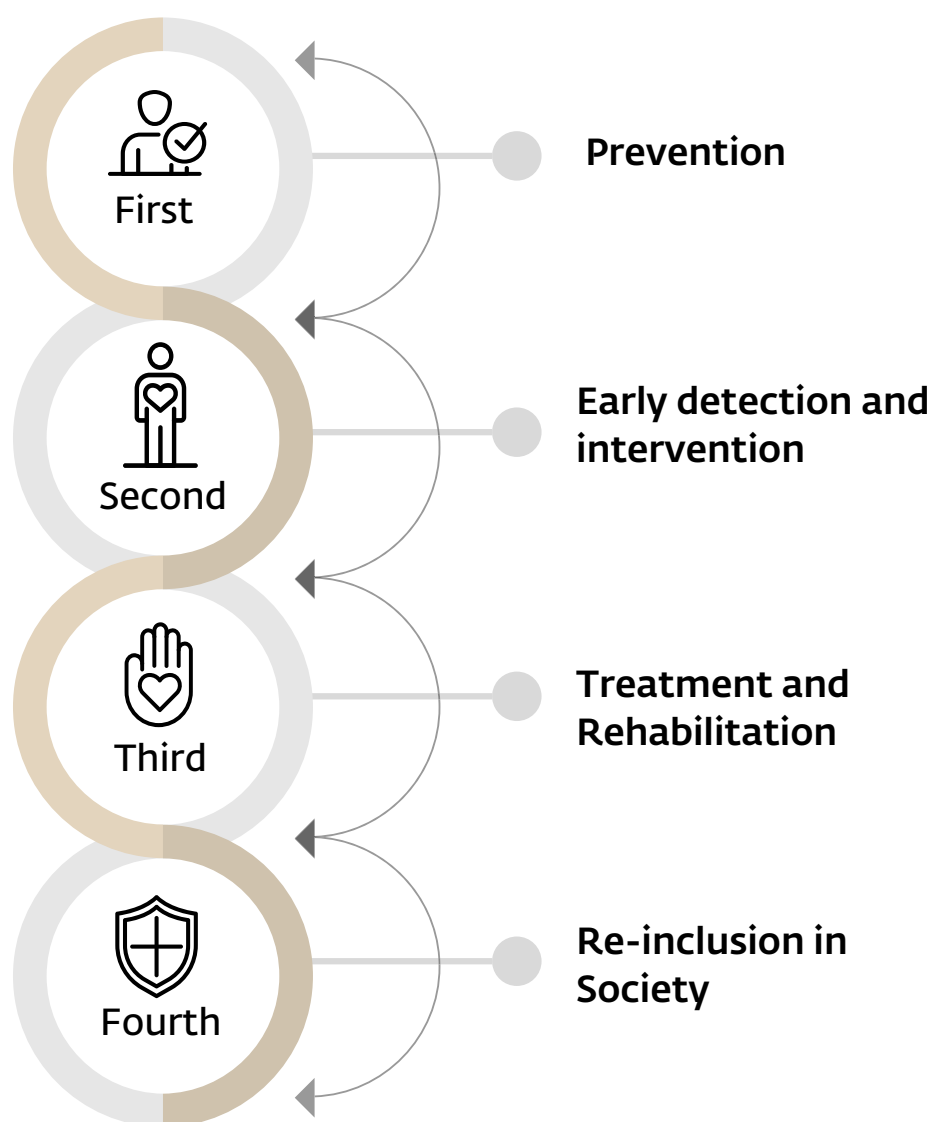 First
Prevention
Second
Early detection and
intervention
Third
Treatment and
Rehabilitation
Fourth
Re-inclusion in
Society